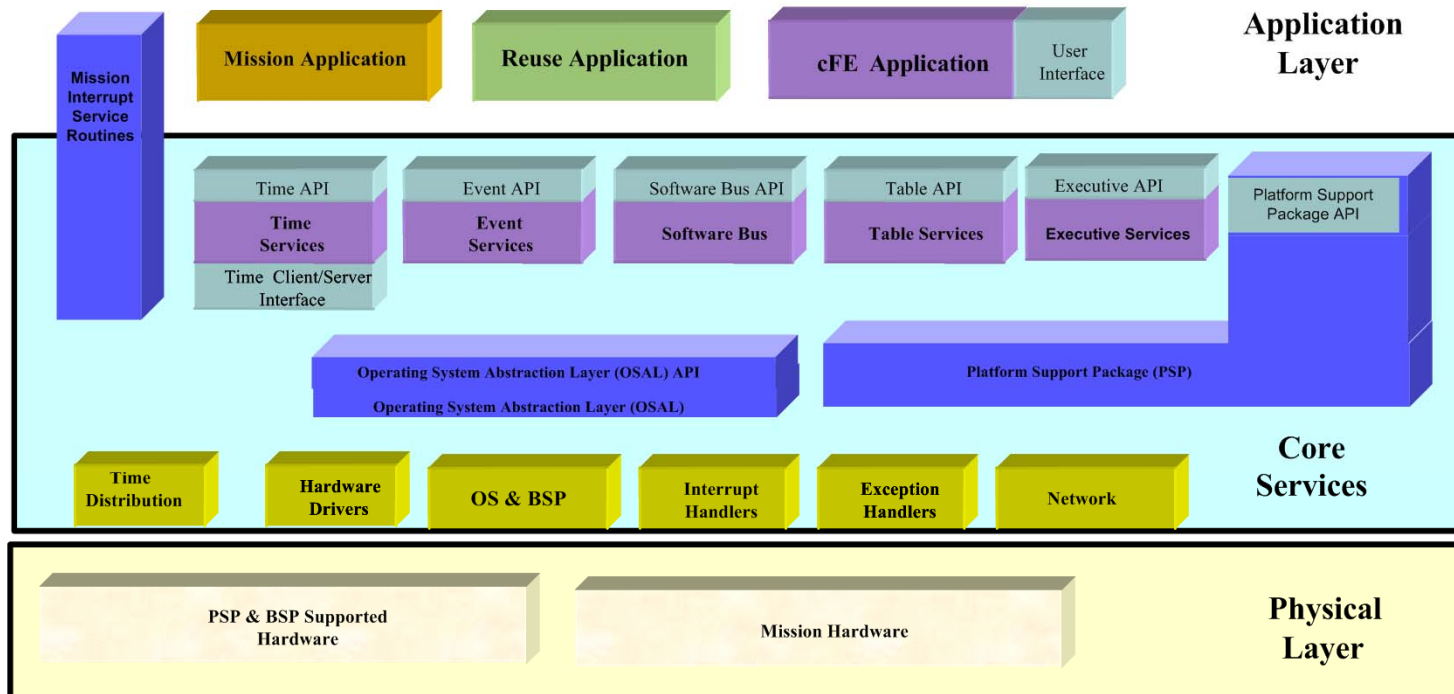 Application
Layer
Mission Application
Reuse Application
cFE Application
User
Interface
Mission
Interrupt
Service
Routines
Time API
Time
Services
Time Client/Server
Interface
Event API
Event
Services
Software Bus API
Software Bus
Table API
Table Services
Executive API
Executive Services
Platform Support
Package API
Operating System Abstraction Layer (OSAL) API
Operating System Abstraction Layer (OSAL)
Platform Support Package (PSP)
Core
Services
Time
Distribution
Hardware
Drivers
OS & BSP
Interrupt
Handlers
Exception
Handlers
Network
PSP & BSP Supported
Hardware
Mission Hardware
Physical
Layer